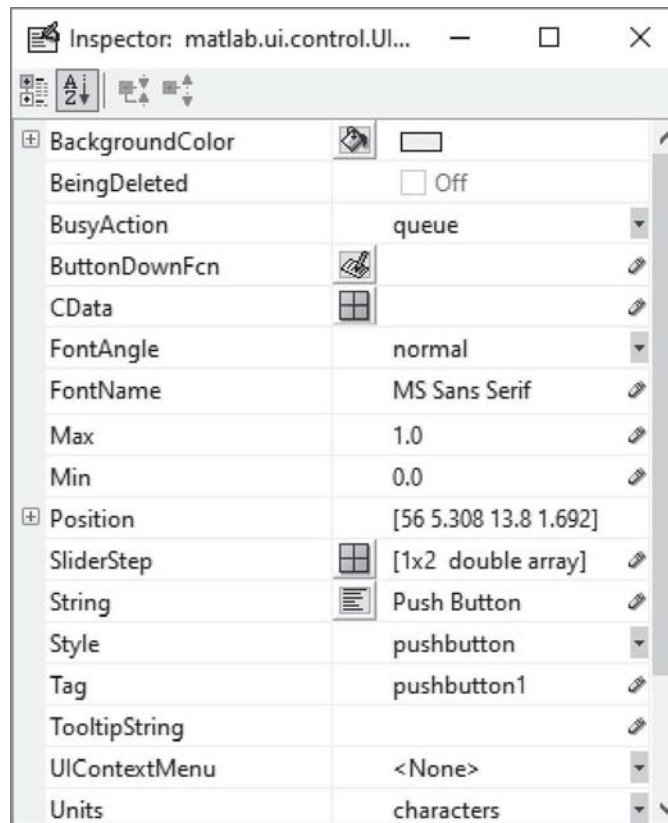 Inspector: matlab.ui.control.UI...
A Z
BackgroundColor
BeingDeleted Off
BusyAction queue
ButtonDownFcn
CData
FontAngle normal
FontName MS Sans Serif
Max 1.0
Min 0.0
Position [56 5.308 13.8 1.692]
SliderStep [1x2 double array]
String Push Button
Style pushbutton
Tag pushbutton1
TooltipString
UIContextMenu <None>
Units characters